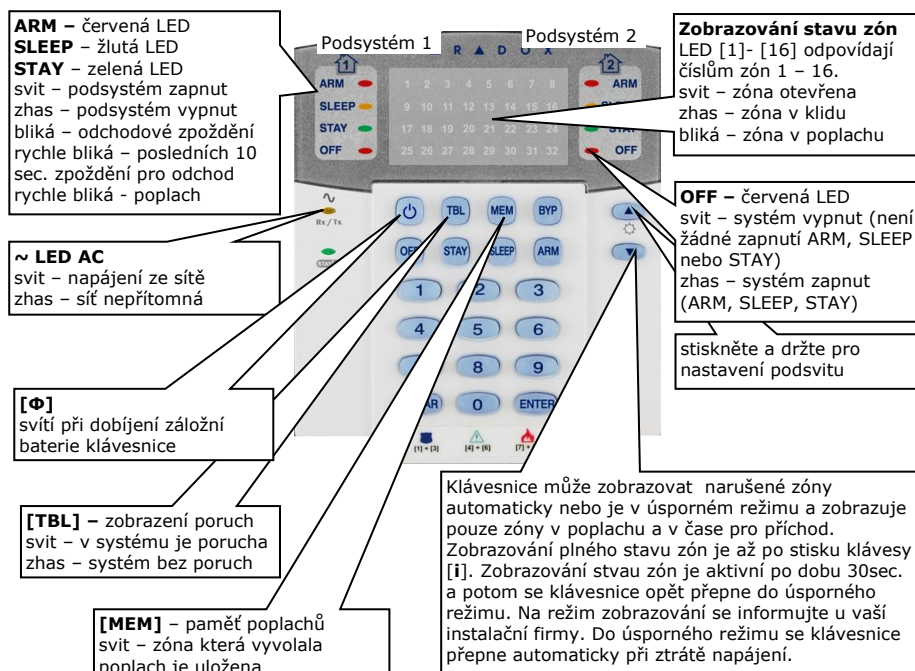 ARM – červená LED
SLEEP – žlutá LED
STAY – zelená LED
svit – podsystém zapnut
zhas – podsystém vypnut
bliká – odchodové zpoždění
rychle bliká – posledních 10
sec. zpoždění pro odchod
rychle bliká - poplach
Podsystém 1
Podsystém 2
R ▲ D O X
1
2
ARM
SLEEP
STAY
OFF
1 2 3 4 5 6 7 8
9 10 11 12 13 14 15 16
17 18 19 20 21 22 23 24
25 26 27 28 29 30 31 32
ARM
OFF
Zobrazování stavu zón
LED [1]- [16] odpovídají
číslům zón 1 – 16.
svit – zóna otevřena
zhas – zóna v klidu
bliká – zóna v poplachu
OFF – červená LED
svit – systém vypnut (není
žádné zapnutí ARM, SLEEP
nebo STAY)
zhas – systém zapnut
(ARM, SLEEP, STAY)
stiskněte a držte pro
nastavení podsvitu
~
Rx / Tx
~ LED AC
svit – napájení ze sítě
zhas – síť nepřítomná
TBL MEM BYP
STAY SLEEP ARM
1 2 3
4 5 6
8 9
0 ENTER
[1] + [3] [4] + [6]
[Φ]
svítí při dobíjení záložní
baterie klávesnice
[TBL] – zobrazení poruch
svit – v systému je porucha
zhas – systém bez poruch
[MEM] – paměť poplachů
svit – zóna která vyvolala
poplach je uložena
Klávesnice může zobrazovat narušené zóny
automaticky nebo je v úsporném režimu a zobrazuje
pouze zóny v poplachu a v čase pro příchod.
Zobrazování plného stavu zón je až po stisku klávesy
[i]. Zobrazování stvau zón je aktivní po dobu 30sec.
a potom se klávesnice opět přepne do úsporného
režimu. Na režim zobrazování se informujte u vaší
instalační firmy. Do úsporného režimu se klávesnice
přepne automaticky při ztrátě napájení.